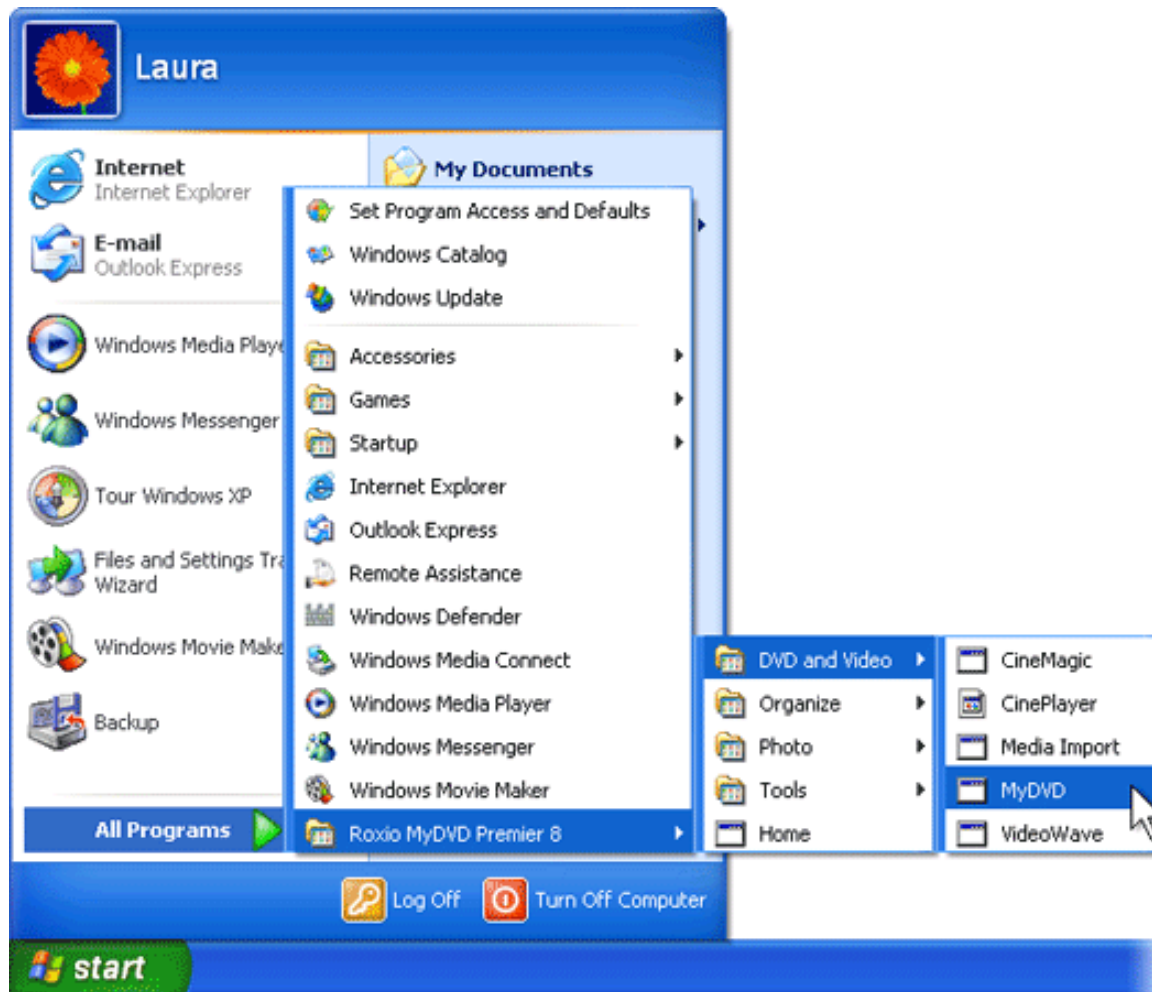 Laura
Internet
Internet Explorer
E-mail
Outlook Express
Windows Media Playe
Windows Messenger
Tour Windows XP
Files and Settings Tra
Wizard
Windows Movie Make
Backup
All Programs
My Documents
Set Program Access and Defaults
Windows Catalog
Windows Update
Accessories
Games
Startup
Internet Explorer
Outlook Express
Remote Assistance
Windows Defender
Windows Media Connect
Windows Media Player
Windows Messenger
Windows Movie Maker
Roxio MyDVD Premier 8
DVD and Video
Organize
Photo
Tools
Home
CineMagic
CinePlayer
Media Import
MyDVD
VideoWave
Log Off
Turn Off Computer
start